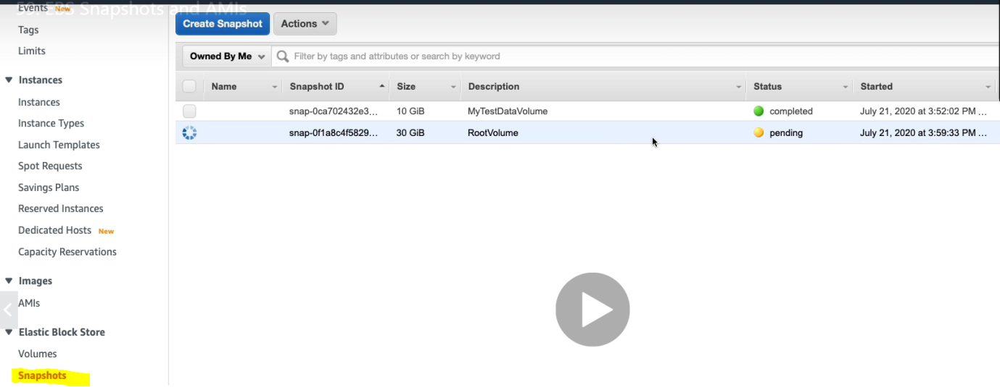 59. EBS Snapshots and AMIs
Events New
Tags
Limits
Instances
Instances
Instance Types
Launch Templates
Spot Requests
Savings Plans
Reserved Instances
Dedicated Hosts New
Capacity Reservations
Images
AMIs
Elastic Block Store
Volumes
Snapshots
Create Snapshot Actions
Owned By Me Filter by tags and attributes or search by keyword
Name Snapshot ID Size Description Status Started
snap-0ca702432e3... 10 GiB MyTestDataVolume completed July 21, 2020 at 3:52:02 PM ...
snap-0f1a8c4f5829... 30 GiB RootVolume pending July 21, 2020 at 3:59:33 PM ...